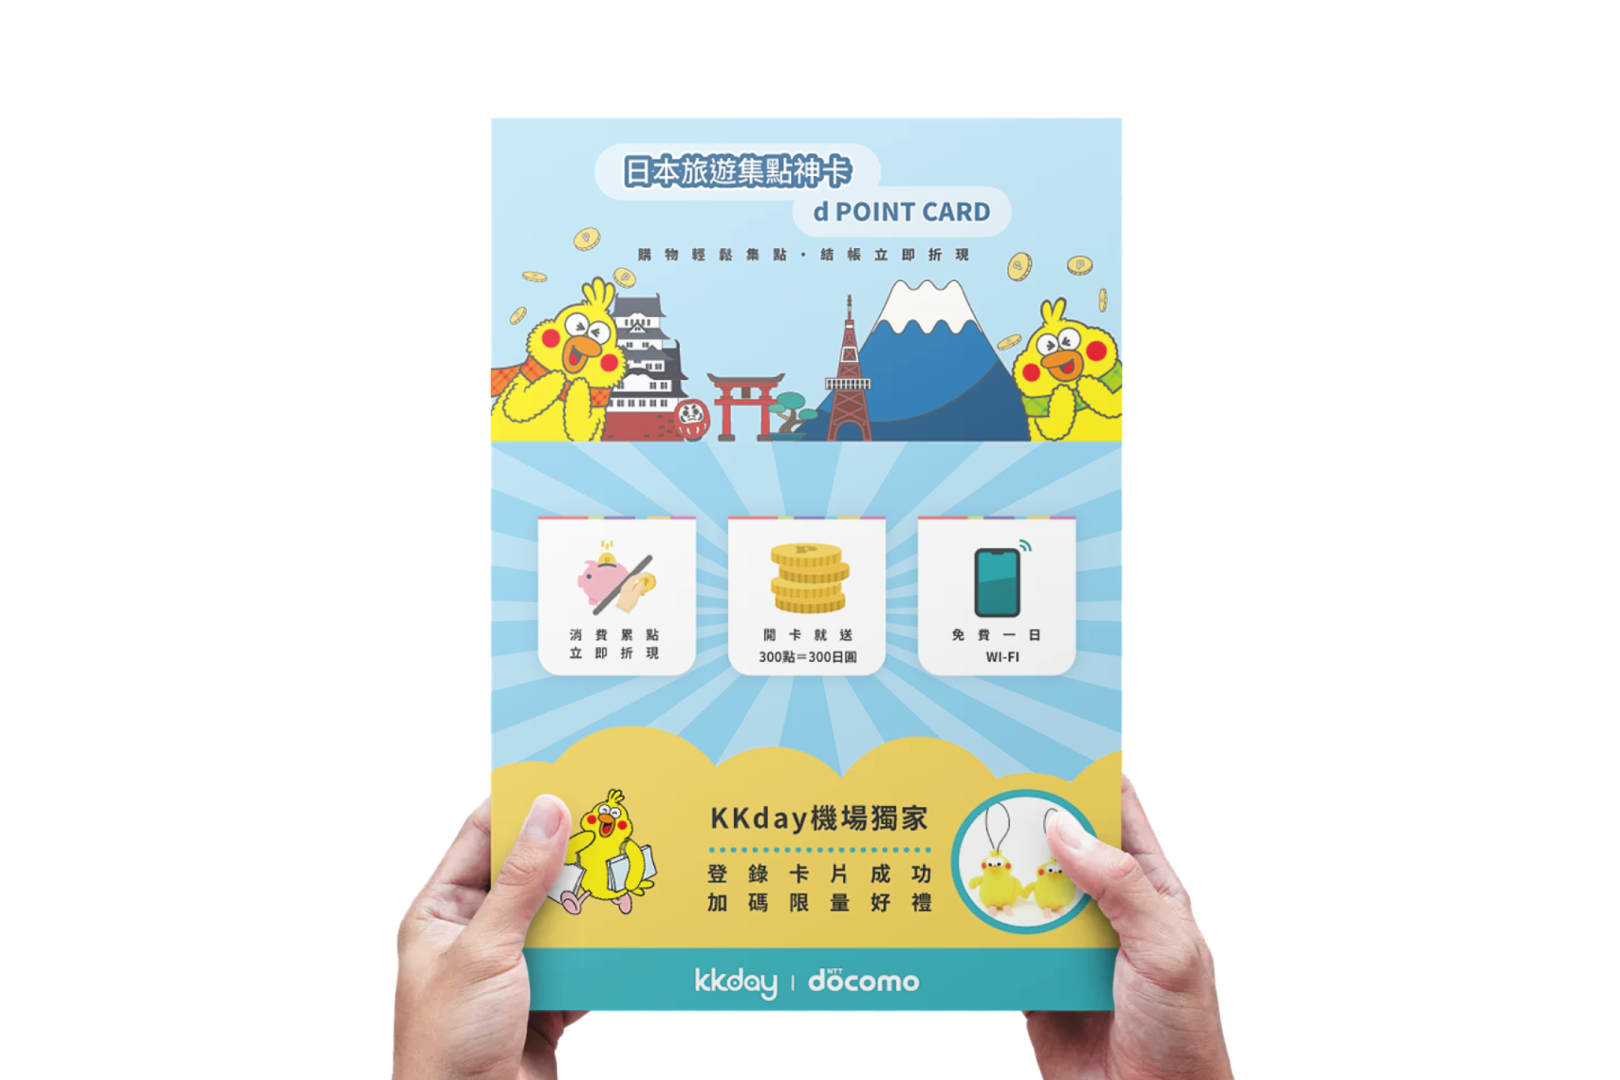 日本旅遊集點神卡
d POINT CARD
購物輕鬆集點・結帳立即折現
消費累點
立即折現
開卡就送
300點=300日圓
免費一日
WI-FI
KKday機場獨家
登錄卡片成功
加碼限量好禮
kkday | NTT docomo